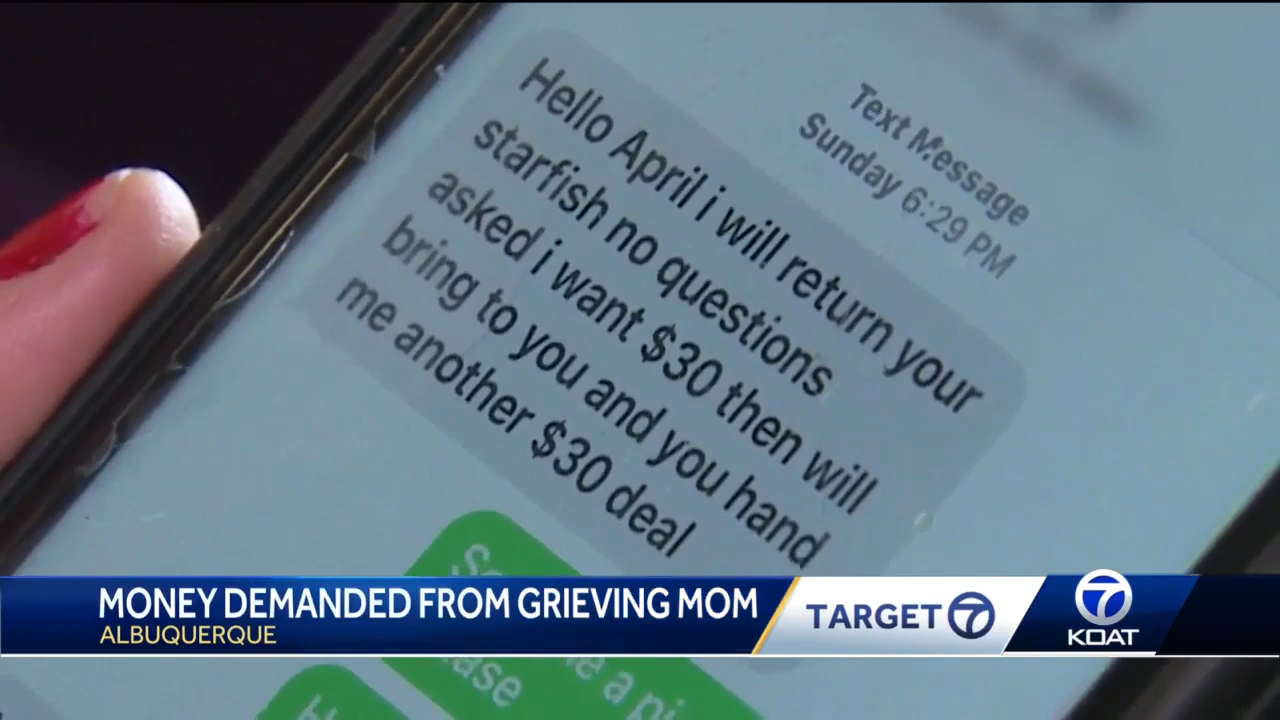 Text Message
Sunday 6:29 PM
Hello April i will return your
starfish no questions
asked i want $30 then will
bring to you and you hand
me another $30 deal
MONEY DEMANDED FROM GRIEVING MOM
ALBUQUERQUE
TARGET 7
7
KOAT